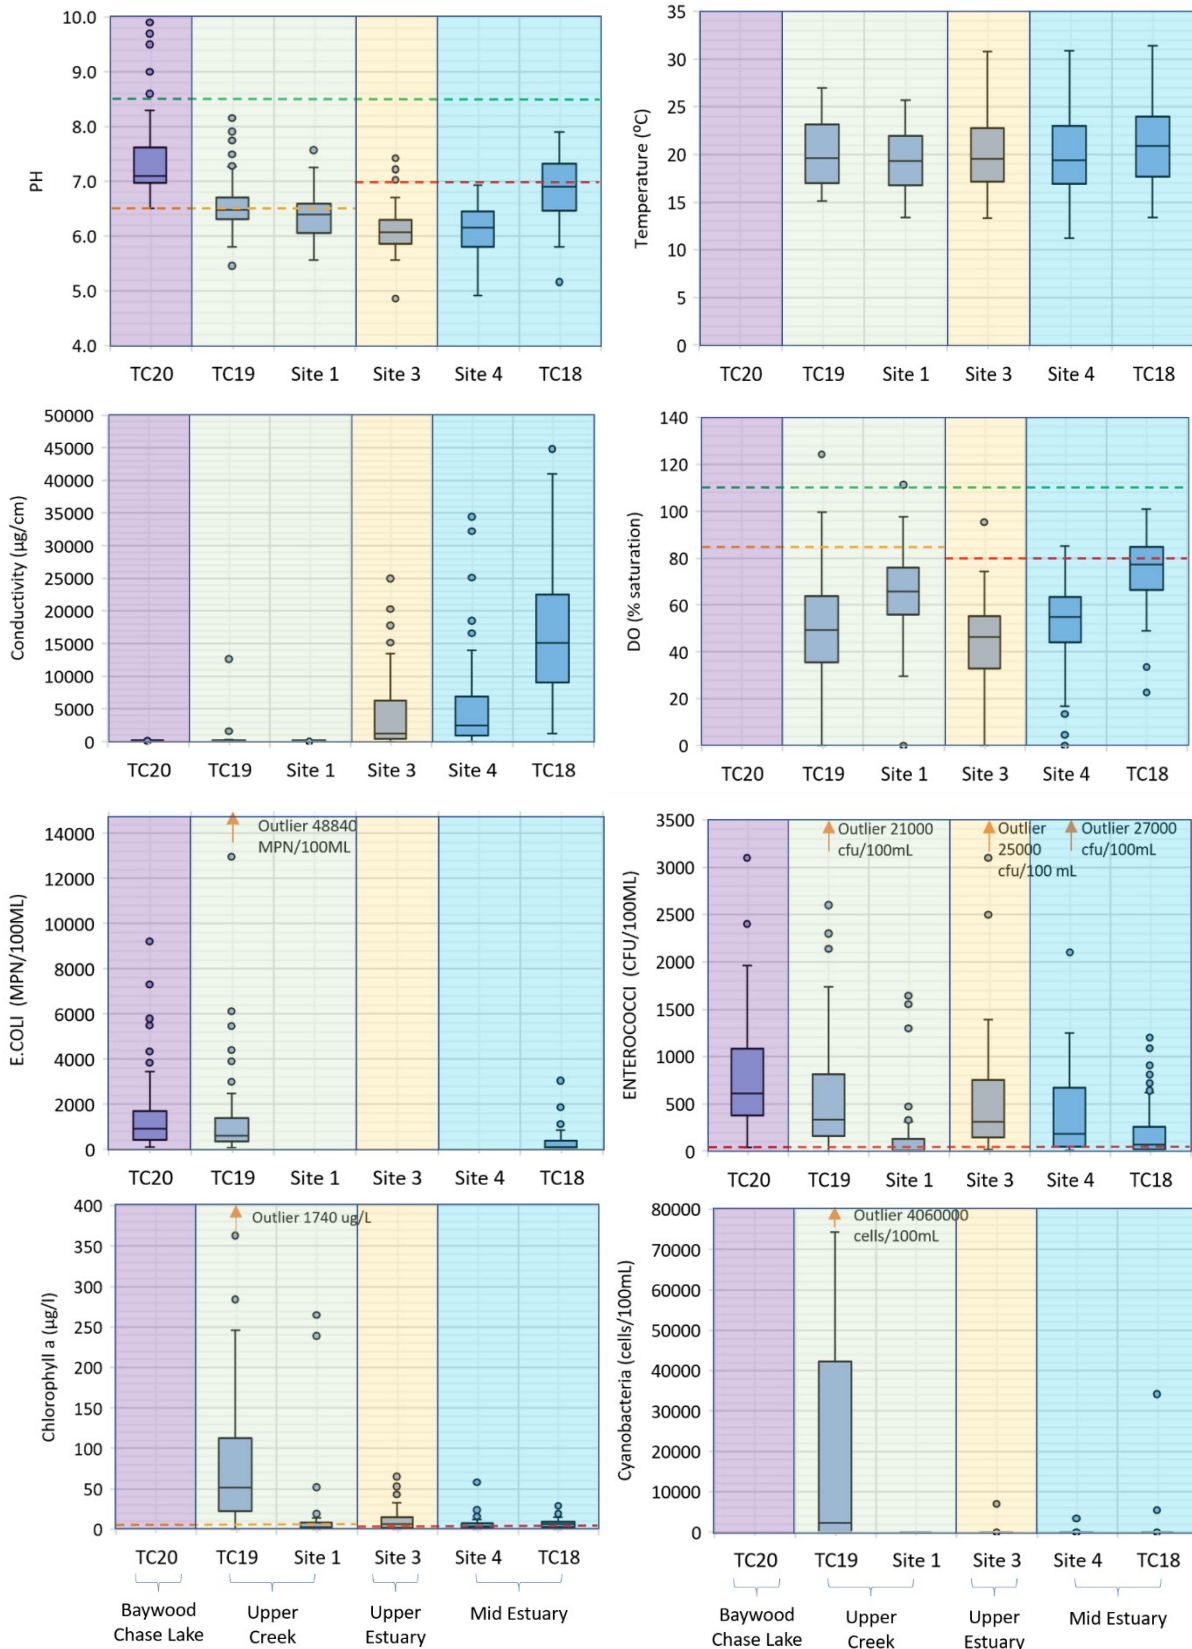 10.0
9.0
8.0
7.0
6.0
5.0
4.0
PH
TC20 TC19 Site 1 Site 3 Site 4 TC18
35
30
25
20
15
10
5
0
Temperature (°C)
TC20 TC19 Site 1 Site 3 Site 4 TC18
50000
45000
40000
35000
30000
25000
20000
15000
10000
5000
0
Conductivity (µg/cm)
TC20 TC19 Site 1 Site 3 Site 4 TC18
140
120
100
80
60
40
20
0
DO (% saturation)
TC20 TC19 Site 1 Site 3 Site 4 TC18
14000
12000
10000
8000
6000
4000
2000
0
E.COLI (MPN/100ML)
Outlier 48840
MPN/100ML
TC20 TC19 Site 1 Site 3 Site 4 TC18
3500
3000
2500
2000
1500
1000
500
0
ENTEROCOCCI (CFU/100ML)
Outlier 21000
cfu/100mL
Outlier
25000
cfu/100 mL
Outlier 27000
cfu/100mL
TC20 TC19 Site 1 Site 3 Site 4 TC18
400
350
300
250
200
150
100
50
0
Chlorophyll a (µg/l)
Outlier 1740 ug/L
TC20 TC19 Site 1 Site 3 Site 4 TC18
Baywood
Chase Lake
Upper
Creek
Upper
Estuary
Mid Estuary
80000
70000
60000
50000
40000
30000
20000
10000
0
Cyanobacteria (cells/100mL)
Outlier 4060000
cells/100mL
TC20 TC19 Site 1 Site 3 Site 4 TC18
Baywood
Chase Lake
Upper
Creek
Upper
Estuary
Mid Estuary